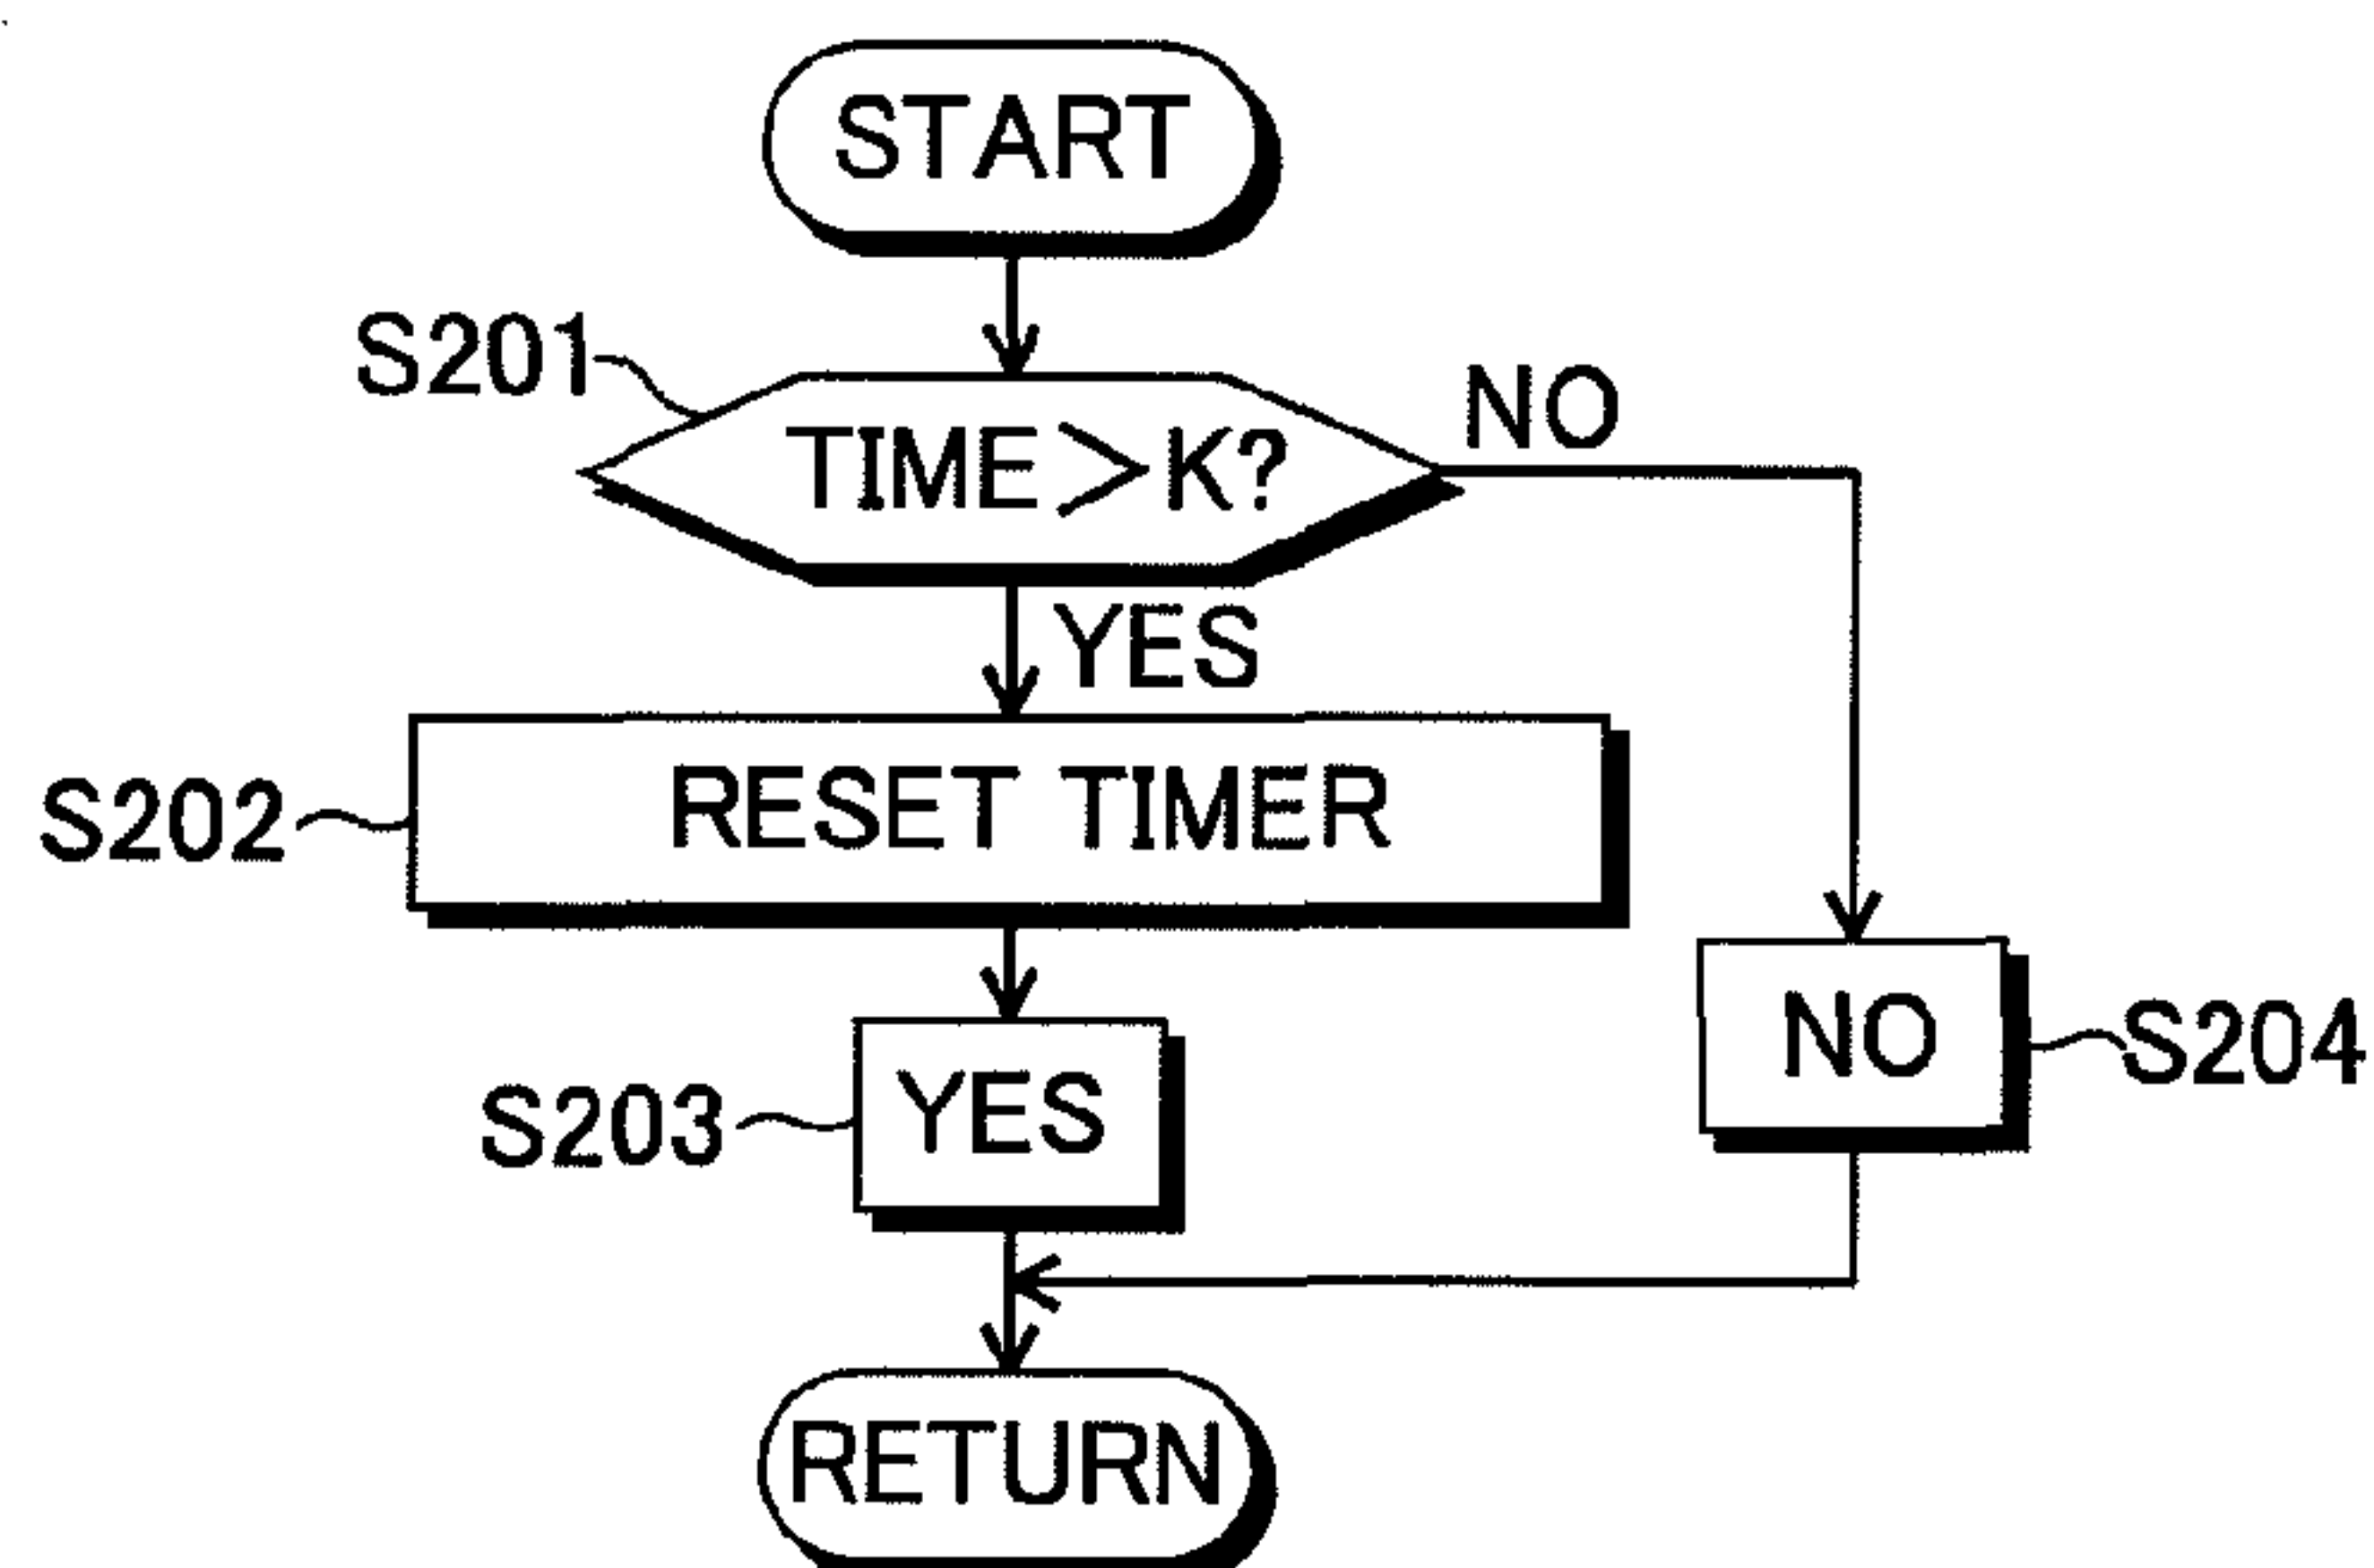 START
S201
TIME>K?
NO
YES
S202
RESET TIMER
NO
S204
S203
YES
RETURN